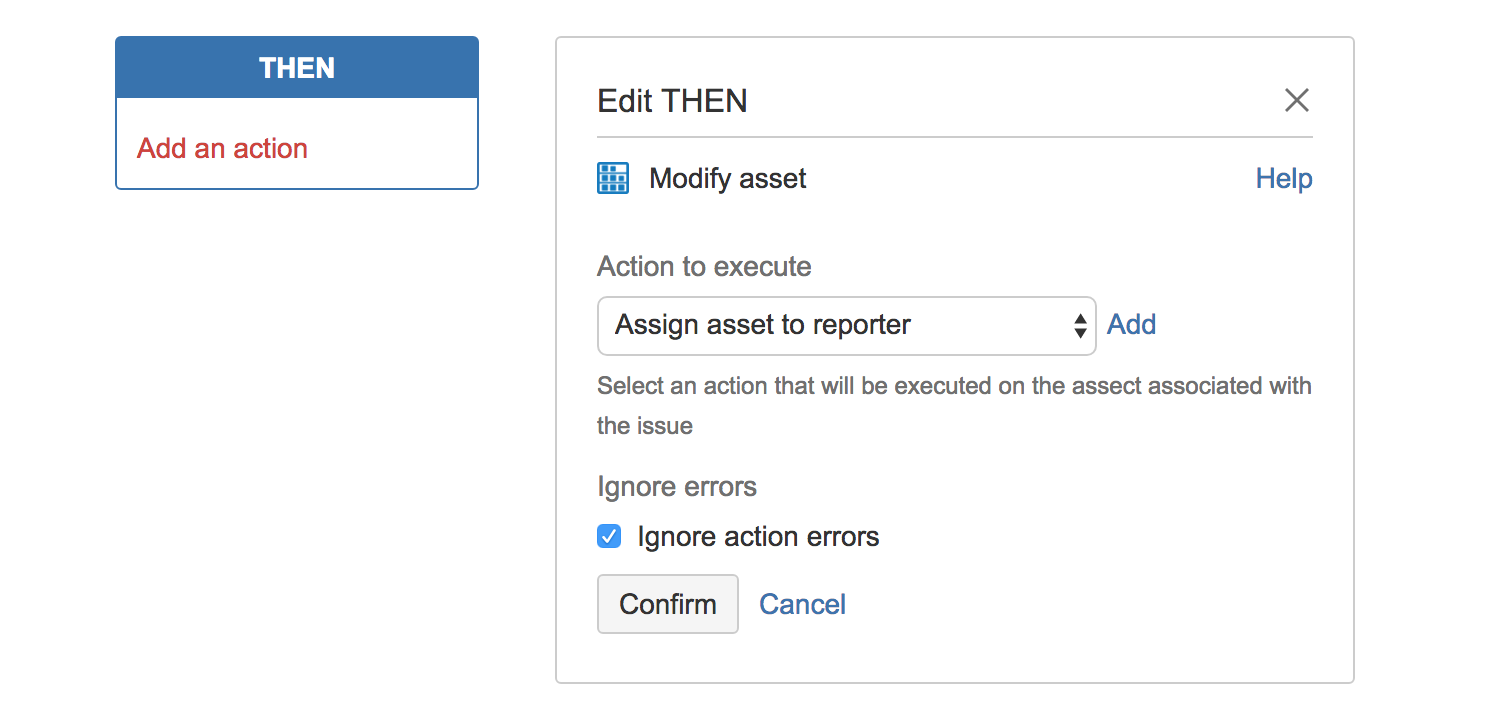 THEN
Add an action
Edit THEN
Modify asset
Help
Action to execute
Assign asset to reporter
Add
Select an action that will be executed on the assect associated with
the issue
Ignore errors
Ignore action errors
Confirm
Cancel